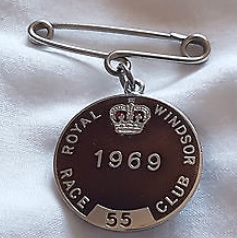 ROYAL WINDSOR
1969
RACE CLUB
55